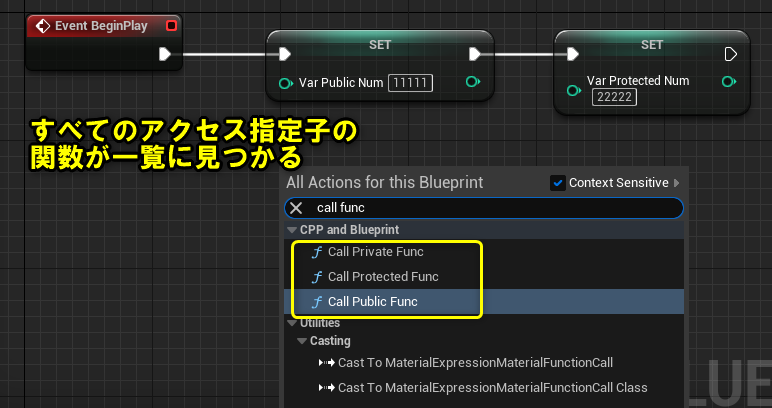 Event BeginPlay
SET
Var Public Num 11111
SET
Var Protected Num
22222
すべてのアクセス指定子の
関数が一覧に見つかる
All Actions for this Blueprint
Context Sensitive
call func
CPP and Blueprint
Call Private Func
Call Protected Func
Call Public Func
Utilities
Casting
Cast To MaterialExpressionMaterialFunctionCall
Cast To MaterialExpressionMaterialFunctionCall Class
LUE